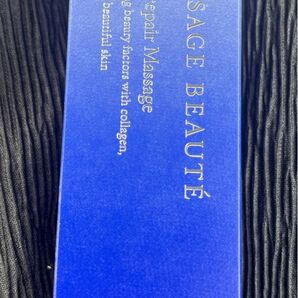 SAGE BEAUTÉ
Repair Massage
g beauty factors with collagen,
beautiful skin